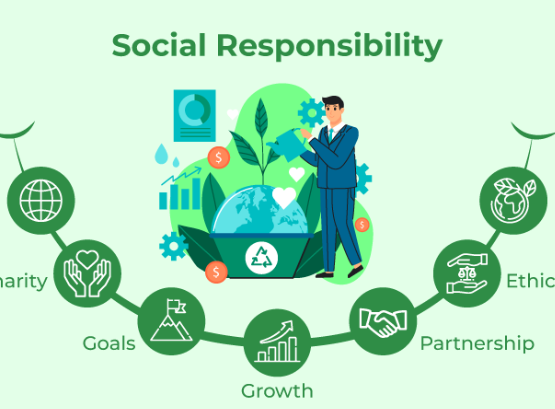 Social Responsibility
harity
Ethic
Goals
Partnership
Growth